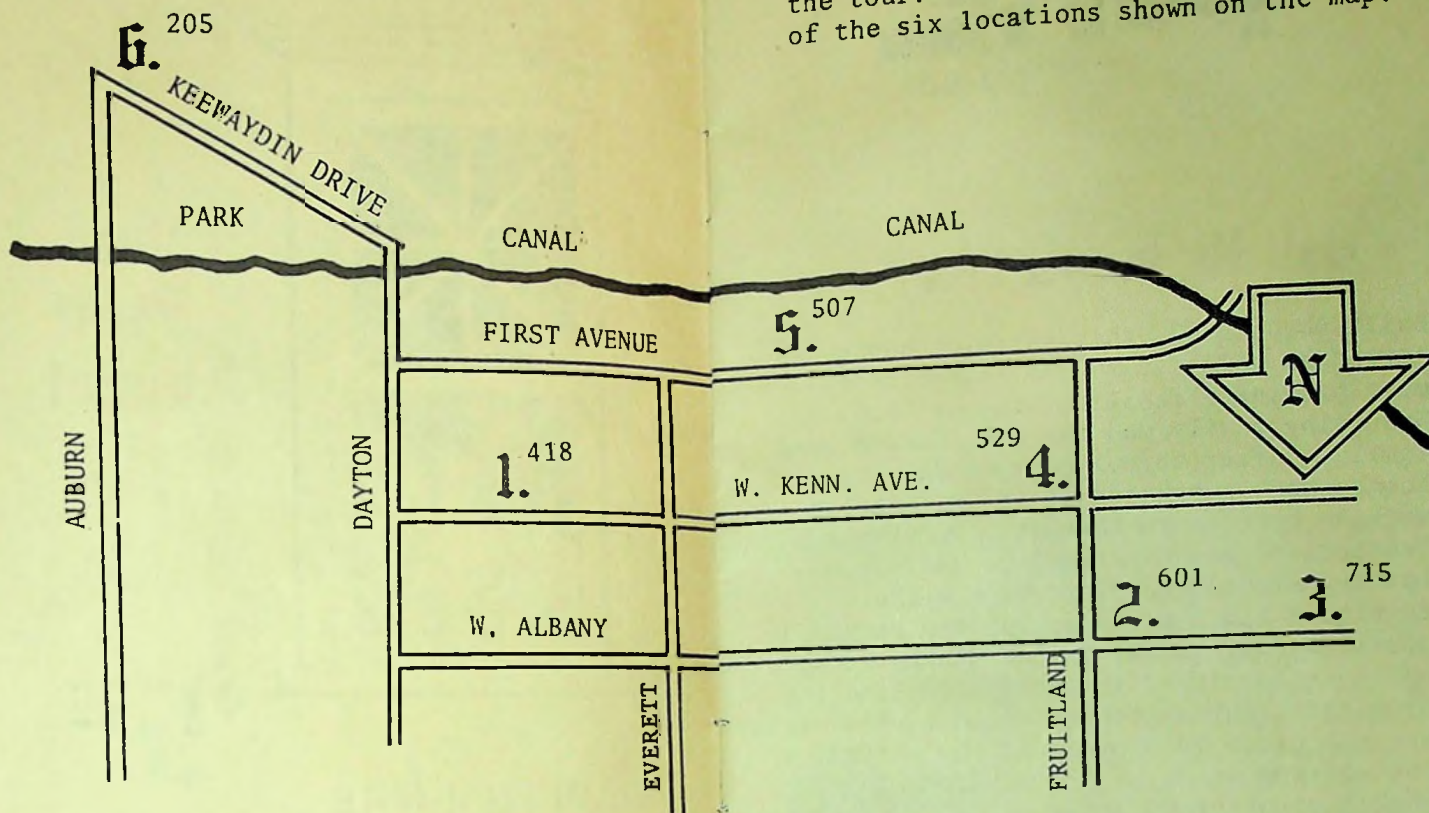 the tour.
of the six locations shown on the map.
6. 205
KEEWAYDIN DRIVE
PARK
CANAL
CANAL
5. 507
FIRST AVENUE
N
AUBURN
DAYTON
1. 418
529 4.
W. KENN. AVE.
2. 601
3. 715
W. ALBANY
EVERETT
FRUITLAND